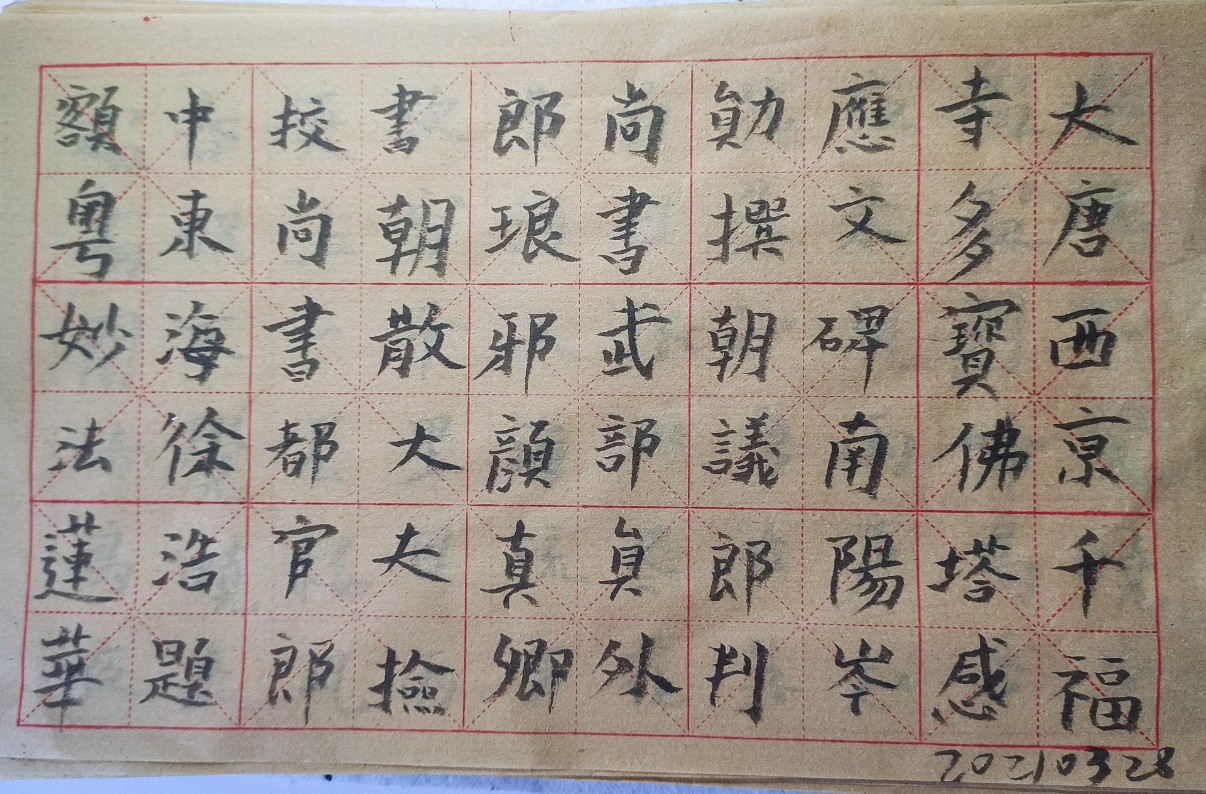 大唐西京千福
寺多寶佛塔感
應文碑南陽岑
勛撰朝議郎判
尚書武部員外
郎琅邪顏真卿
書朝散大夫撿
挍尚書都官郎
中東海徐浩題
額粵妙法蓮華
20210328